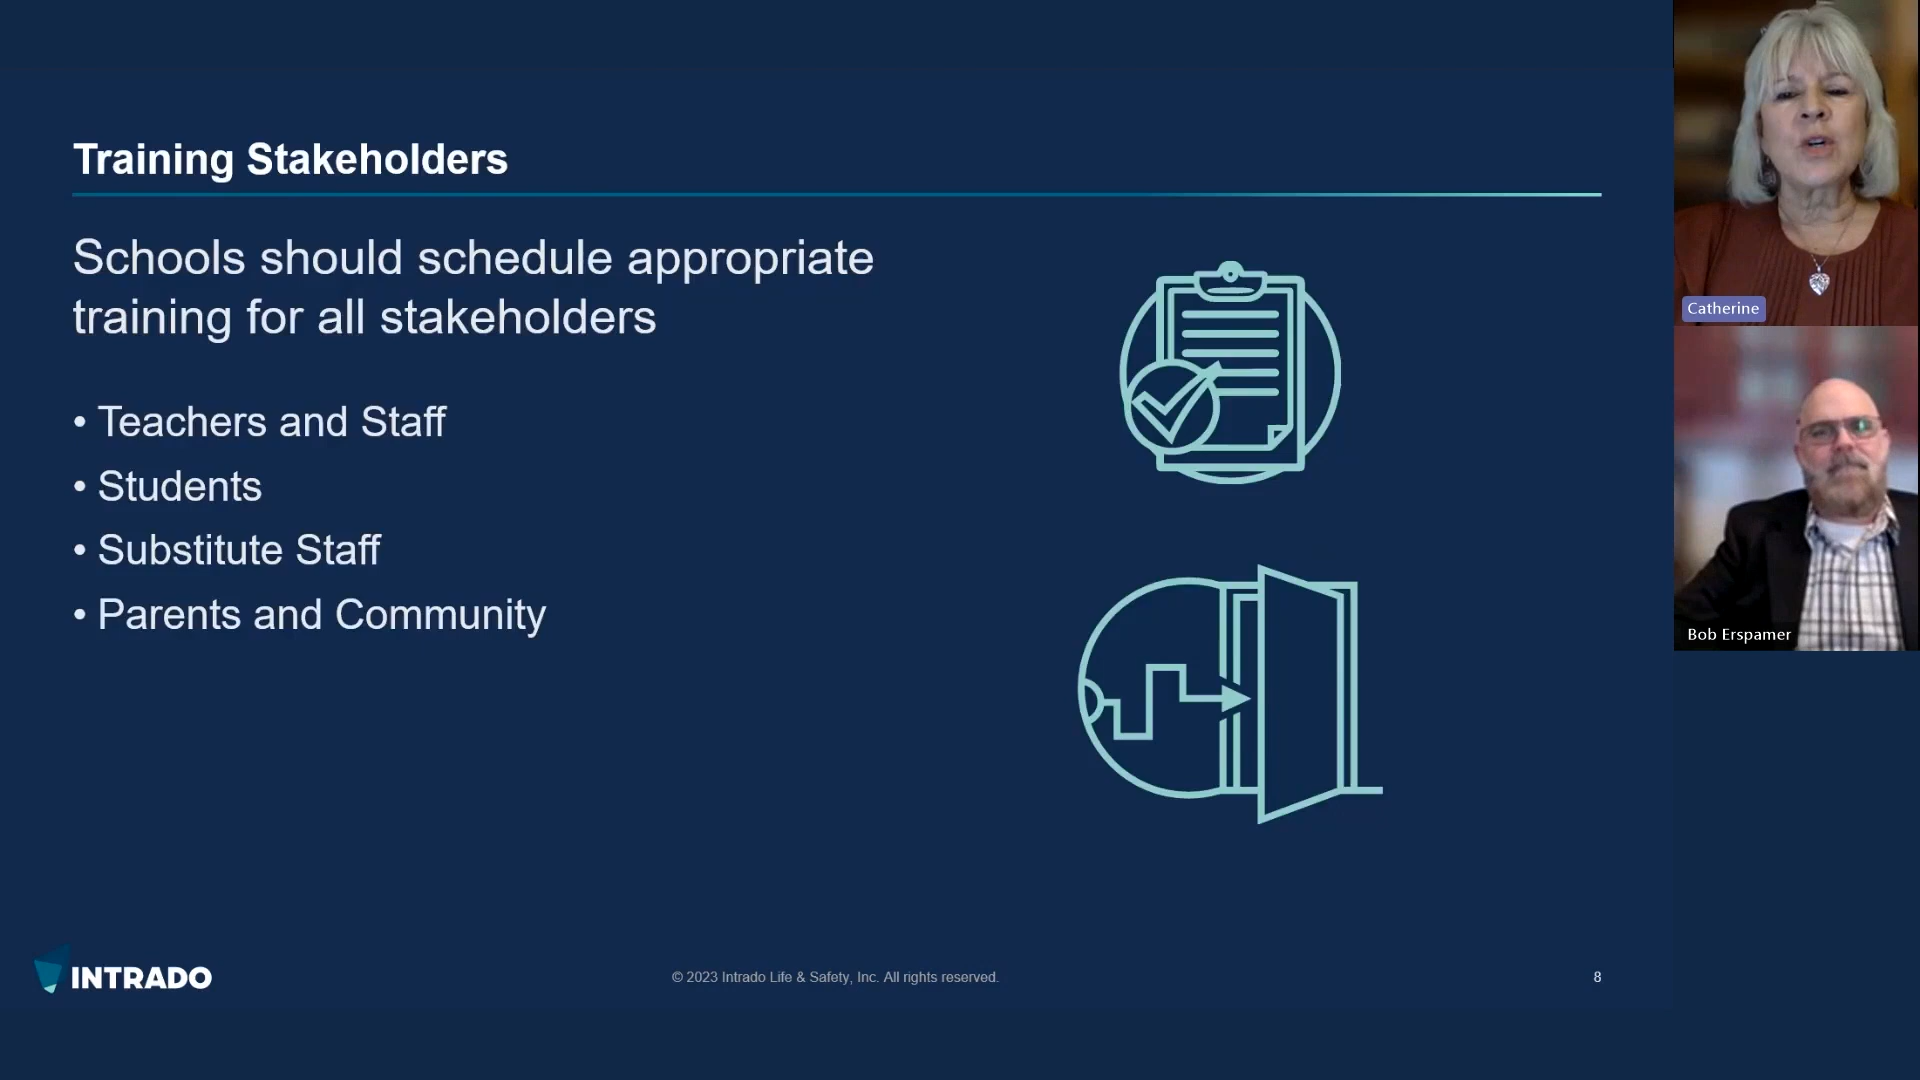 Training Stakeholders
Schools should schedule appropriate
training for all stakeholders
• Teachers and Staff
• Students
• Substitute Staff
• Parents and Community
INTRADO
© 2023 Intrado Life & Safety, Inc. All rights reserved.
8
Catherine
Bob Erspamer